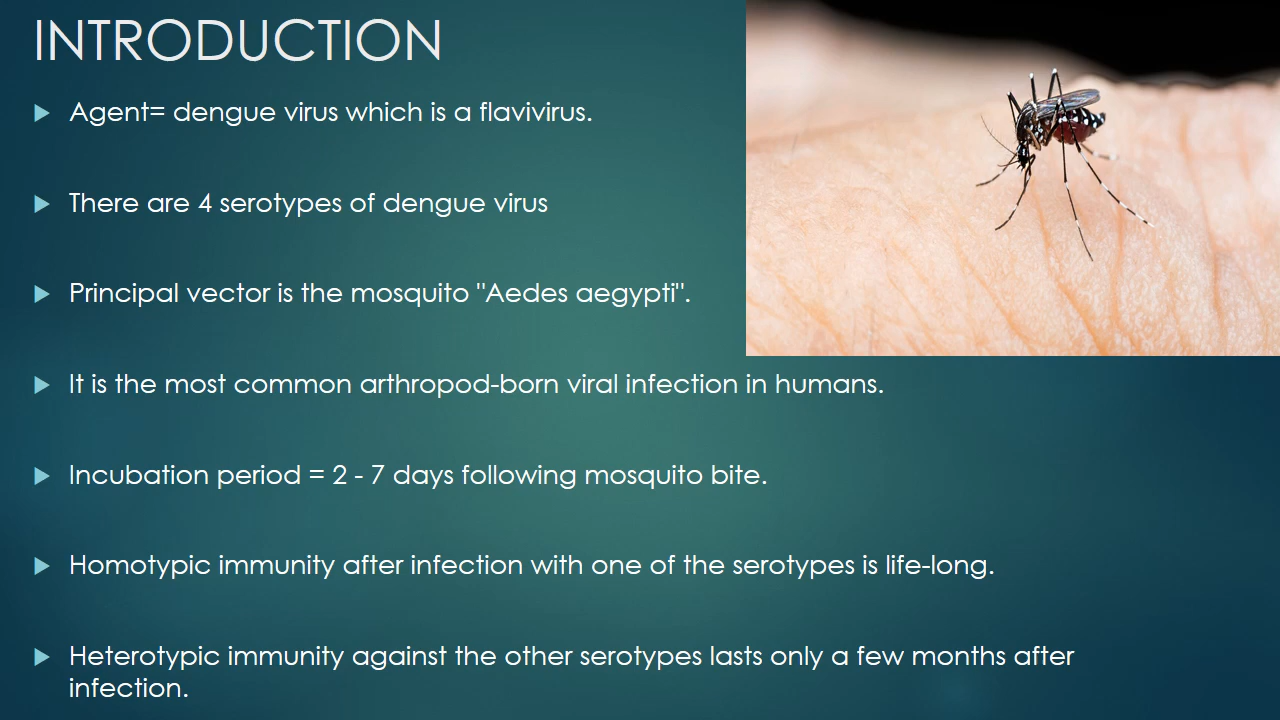 INTRODUCTION
Agent= dengue virus which is a flavivirus.
There are 4 serotypes of dengue virus
Principal vector is the mosquito "Aedes aegypti".
It is the most common arthropod-born viral infection in humans.
Incubation period = 2 - 7 days following mosquito bite.
Homotypic immunity after infection with one of the serotypes is life-long.
Heterotypic immunity against the other serotypes lasts only a few months after
infection.